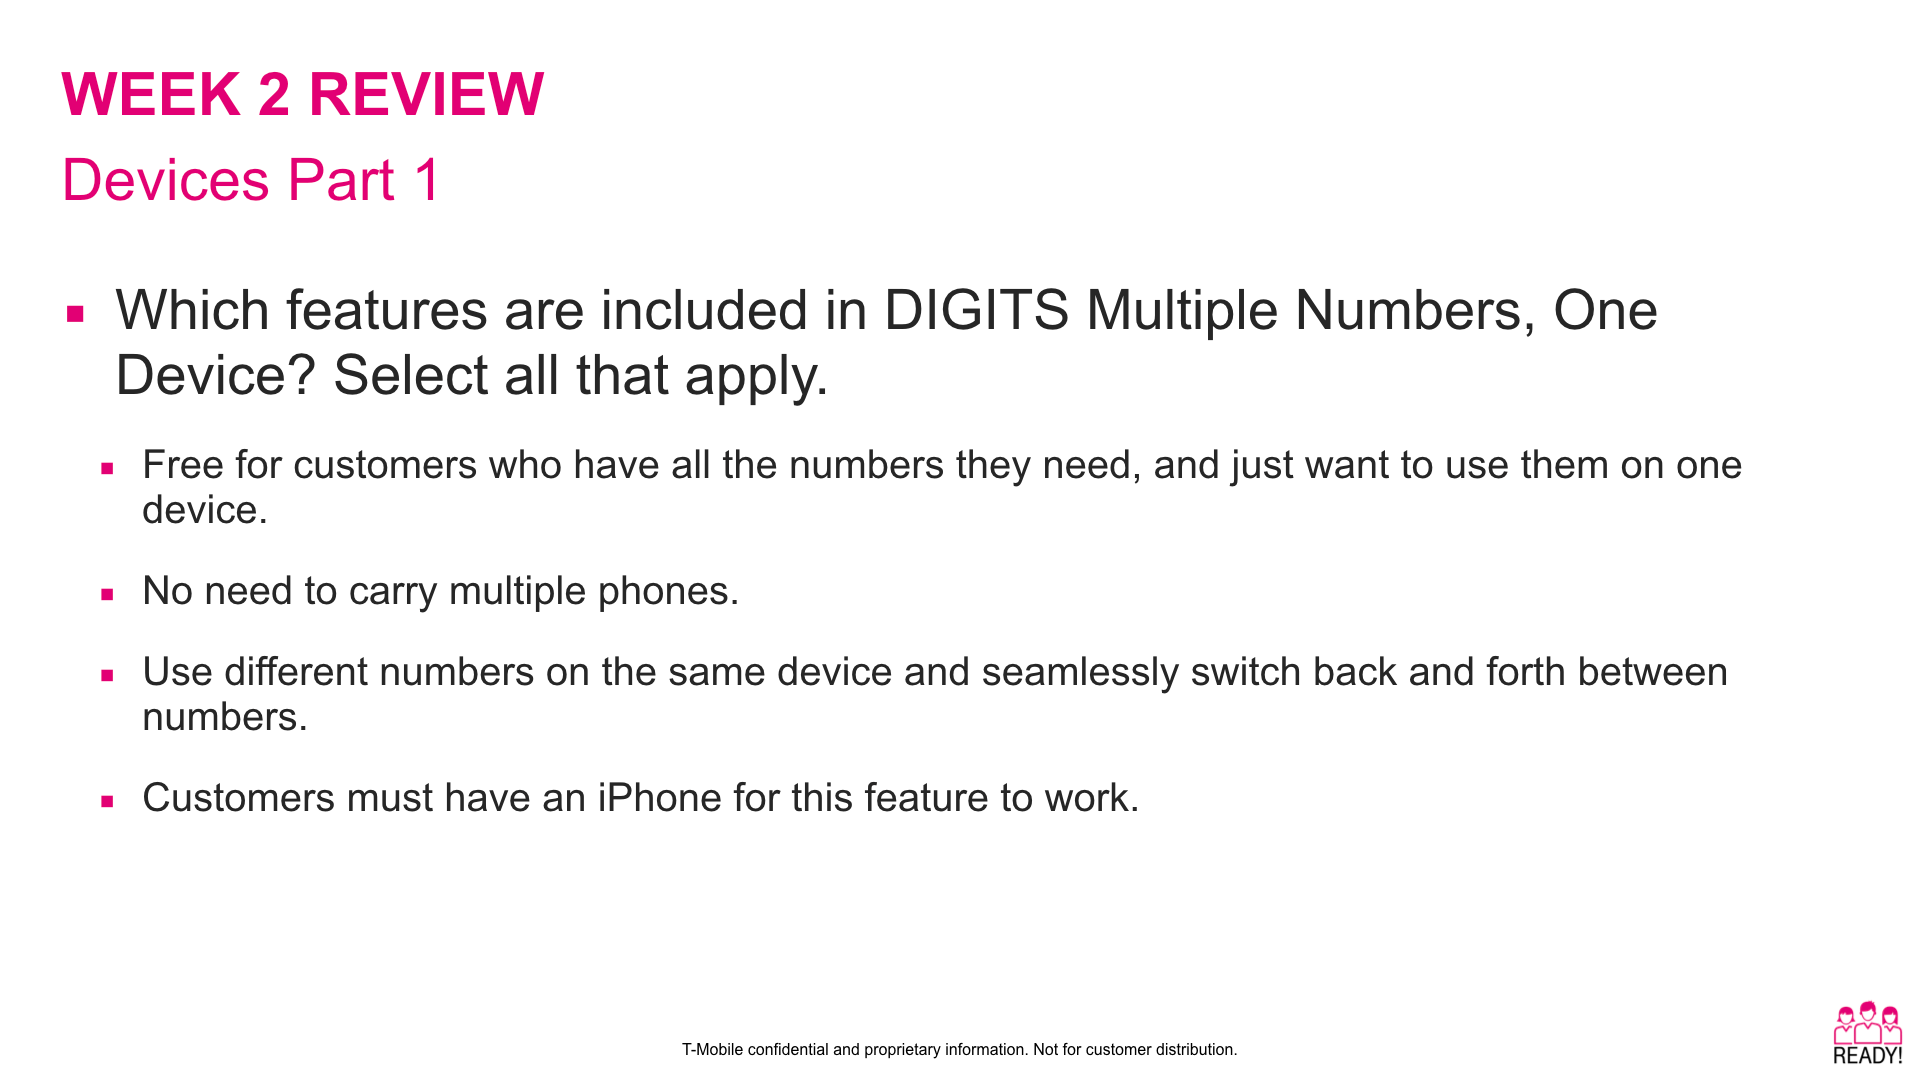 WEEK 2 REVIEW
Devices Part 1
Which features are included in DIGITS Multiple Numbers, One
Device? Select all that apply.
Free for customers who have all the numbers they need, and just want to use them on one
device.
No need to carry multiple phones.
Use different numbers on the same device and seamlessly switch back and forth between
numbers.
Customers must have an iPhone for this feature to work.
T-Mobile confidential and proprietary information. Not for customer distribution.
READY!